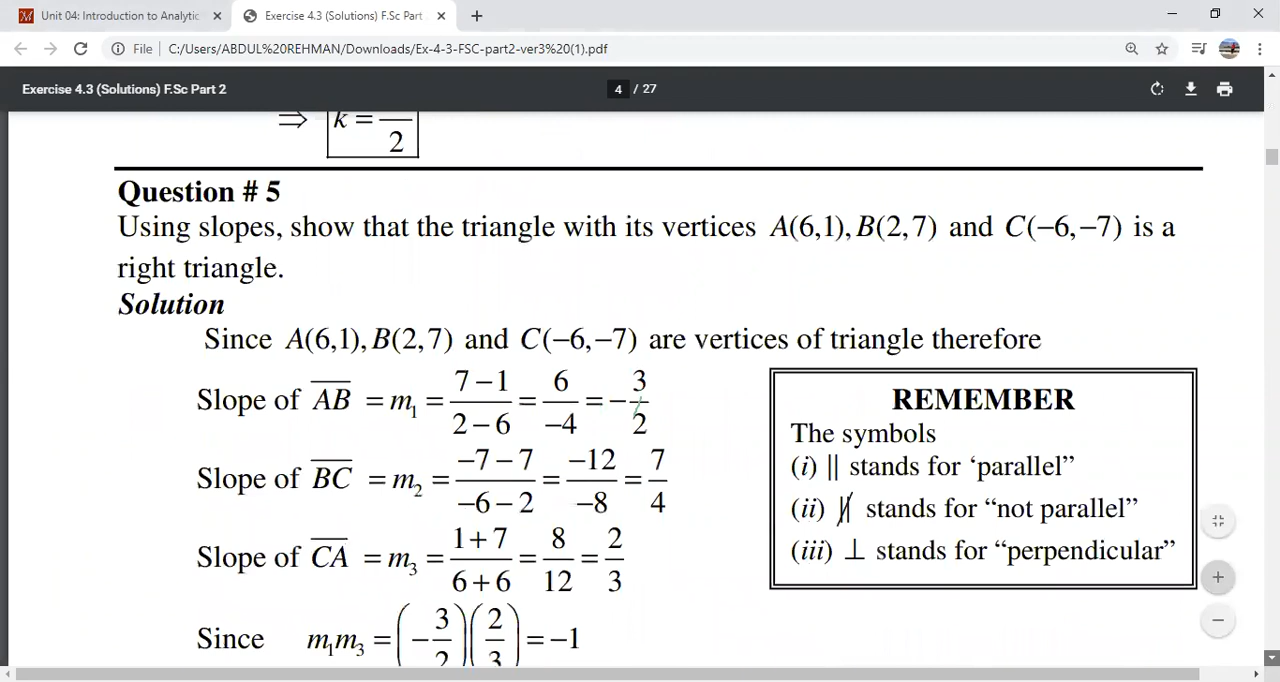 Unit 04: Introduction to Analytic
Exercise 4.3 (Solutions) F.Sc Part
File | C:/Users/ABDUL%20REHMAN/Downloads/Ex-4-3-FSC-part2-ver3%20(1).pdf
Exercise 4.3 (Solutions) F.Sc Part 2
4 / 27
⇒ k = — / 2
Question # 5
Using slopes, show that the triangle with its vertices A(6,1), B(2,7) and C(−6,−7) is a
right triangle.
Solution
Since A(6,1), B(2,7) and C(−6,−7) are vertices of triangle therefore
Slope of AB = m₁ = (7−1)/(2−6) = 6/−4 = −3/2
Slope of BC = m₂ = (−7−7)/(−6−2) = −12/−8 = 7/4
Slope of CA = m₃ = (1+7)/(6+6) = 8/12 = 2/3
Since m₁m₃ = (−3/2)(2/3) = −1
REMEMBER
The symbols
(i) || stands for ‘parallel”
(ii) ∦ stands for “not parallel”
(iii) ⊥ stands for “perpendicular”